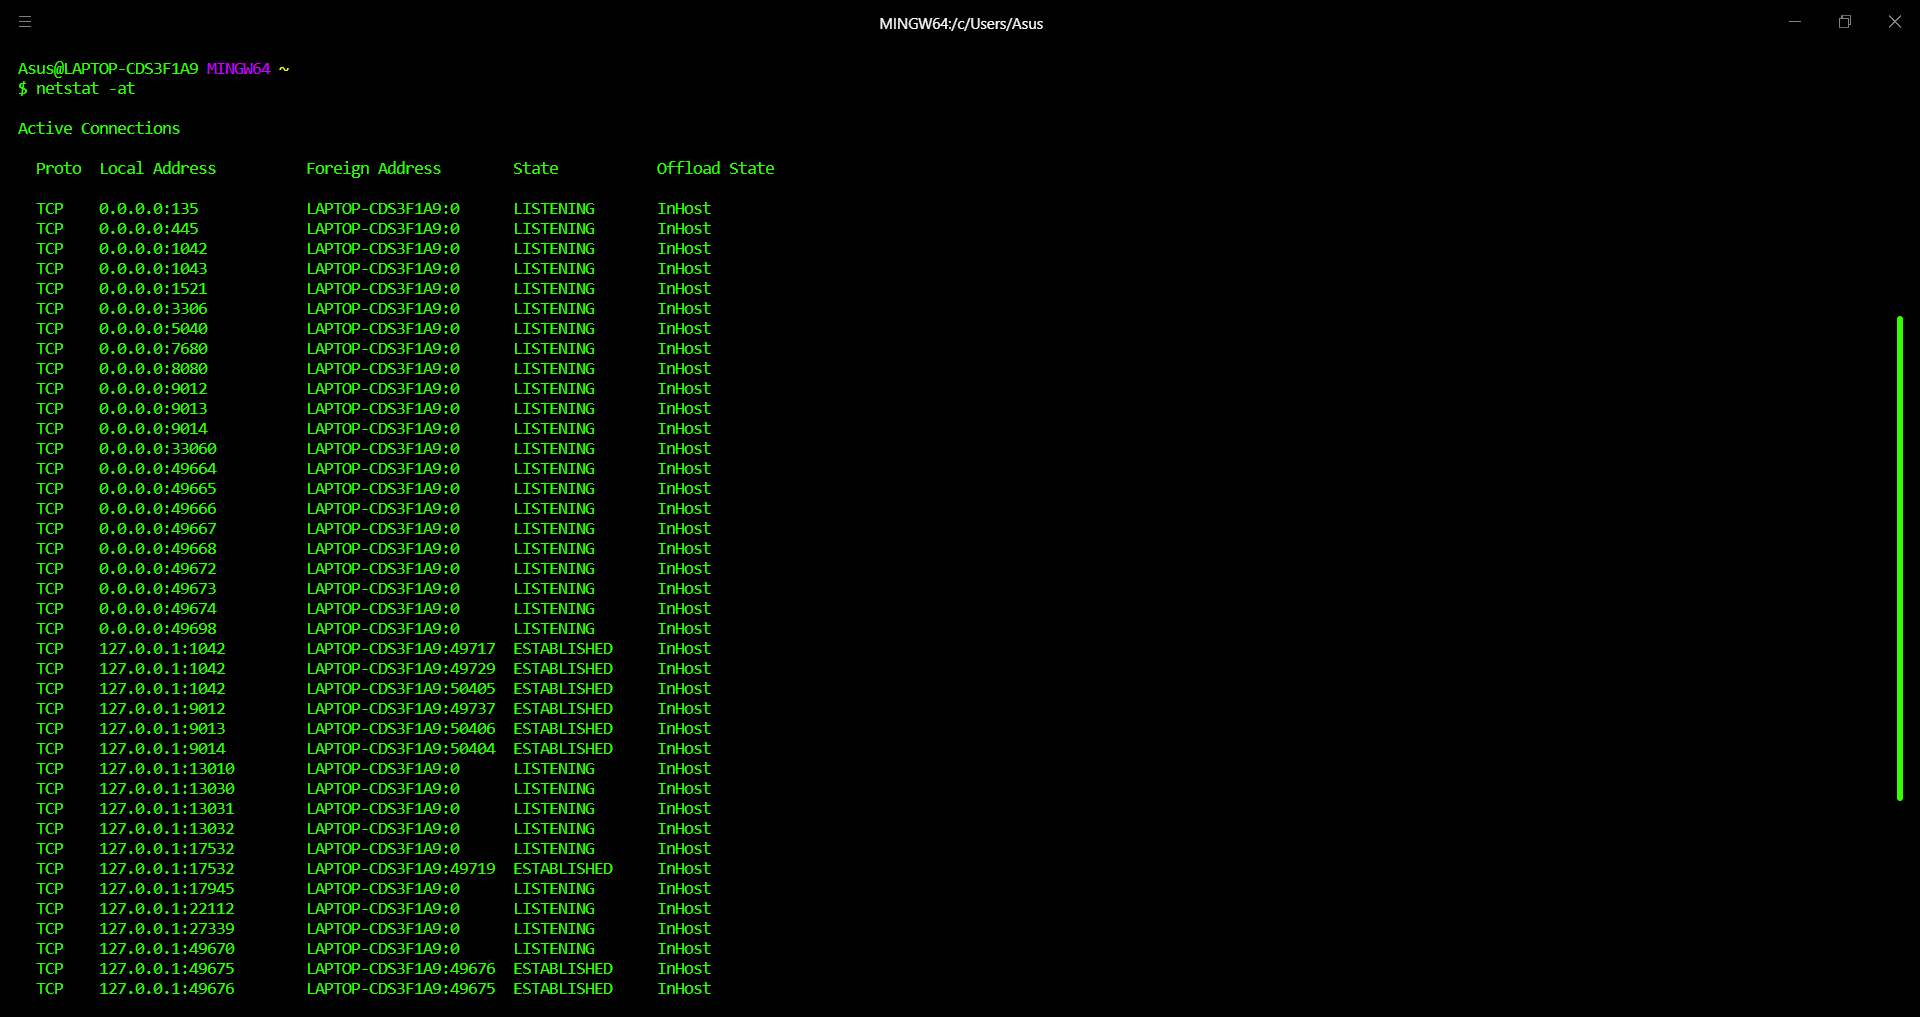 MINGW64:/c/Users/Asus
Asus@LAPTOP-CDS3F1A9 MINGW64 ~
$ netstat -at
Active Connections
Proto  Local Address          Foreign Address        State           Offload State
TCP    0.0.0.0:135            LAPTOP-CDS3F1A9:0      LISTENING       InHost
TCP    0.0.0.0:445            LAPTOP-CDS3F1A9:0      LISTENING       InHost
TCP    0.0.0.0:1042           LAPTOP-CDS3F1A9:0      LISTENING       InHost
TCP    0.0.0.0:1043           LAPTOP-CDS3F1A9:0      LISTENING       InHost
TCP    0.0.0.0:1521           LAPTOP-CDS3F1A9:0      LISTENING       InHost
TCP    0.0.0.0:3306           LAPTOP-CDS3F1A9:0      LISTENING       InHost
TCP    0.0.0.0:5040           LAPTOP-CDS3F1A9:0      LISTENING       InHost
TCP    0.0.0.0:7680           LAPTOP-CDS3F1A9:0      LISTENING       InHost
TCP    0.0.0.0:8080           LAPTOP-CDS3F1A9:0      LISTENING       InHost
TCP    0.0.0.0:9012           LAPTOP-CDS3F1A9:0      LISTENING       InHost
TCP    0.0.0.0:9013           LAPTOP-CDS3F1A9:0      LISTENING       InHost
TCP    0.0.0.0:9014           LAPTOP-CDS3F1A9:0      LISTENING       InHost
TCP    0.0.0.0:33060          LAPTOP-CDS3F1A9:0      LISTENING       InHost
TCP    0.0.0.0:49664          LAPTOP-CDS3F1A9:0      LISTENING       InHost
TCP    0.0.0.0:49665          LAPTOP-CDS3F1A9:0      LISTENING       InHost
TCP    0.0.0.0:49666          LAPTOP-CDS3F1A9:0      LISTENING       InHost
TCP    0.0.0.0:49667          LAPTOP-CDS3F1A9:0      LISTENING       InHost
TCP    0.0.0.0:49668          LAPTOP-CDS3F1A9:0      LISTENING       InHost
TCP    0.0.0.0:49672          LAPTOP-CDS3F1A9:0      LISTENING       InHost
TCP    0.0.0.0:49673          LAPTOP-CDS3F1A9:0      LISTENING       InHost
TCP    0.0.0.0:49674          LAPTOP-CDS3F1A9:0      LISTENING       InHost
TCP    0.0.0.0:49698          LAPTOP-CDS3F1A9:0      LISTENING       InHost
TCP    127.0.0.1:1042         LAPTOP-CDS3F1A9:49717  ESTABLISHED     InHost
TCP    127.0.0.1:1042         LAPTOP-CDS3F1A9:49729  ESTABLISHED     InHost
TCP    127.0.0.1:1042         LAPTOP-CDS3F1A9:50405  ESTABLISHED     InHost
TCP    127.0.0.1:9012         LAPTOP-CDS3F1A9:49737  ESTABLISHED     InHost
TCP    127.0.0.1:9013         LAPTOP-CDS3F1A9:50406  ESTABLISHED     InHost
TCP    127.0.0.1:9014         LAPTOP-CDS3F1A9:50404  ESTABLISHED     InHost
TCP    127.0.0.1:13010        LAPTOP-CDS3F1A9:0      LISTENING       InHost
TCP    127.0.0.1:13030        LAPTOP-CDS3F1A9:0      LISTENING       InHost
TCP    127.0.0.1:13031        LAPTOP-CDS3F1A9:0      LISTENING       InHost
TCP    127.0.0.1:13032        LAPTOP-CDS3F1A9:0      LISTENING       InHost
TCP    127.0.0.1:17532        LAPTOP-CDS3F1A9:0      LISTENING       InHost
TCP    127.0.0.1:17532        LAPTOP-CDS3F1A9:49719  ESTABLISHED     InHost
TCP    127.0.0.1:17945        LAPTOP-CDS3F1A9:0      LISTENING       InHost
TCP    127.0.0.1:22112        LAPTOP-CDS3F1A9:0      LISTENING       InHost
TCP    127.0.0.1:27339        LAPTOP-CDS3F1A9:0      LISTENING       InHost
TCP    127.0.0.1:49670        LAPTOP-CDS3F1A9:0      LISTENING       InHost
TCP    127.0.0.1:49675        LAPTOP-CDS3F1A9:49676  ESTABLISHED     InHost
TCP    127.0.0.1:49676        LAPTOP-CDS3F1A9:49675  ESTABLISHED     InHost